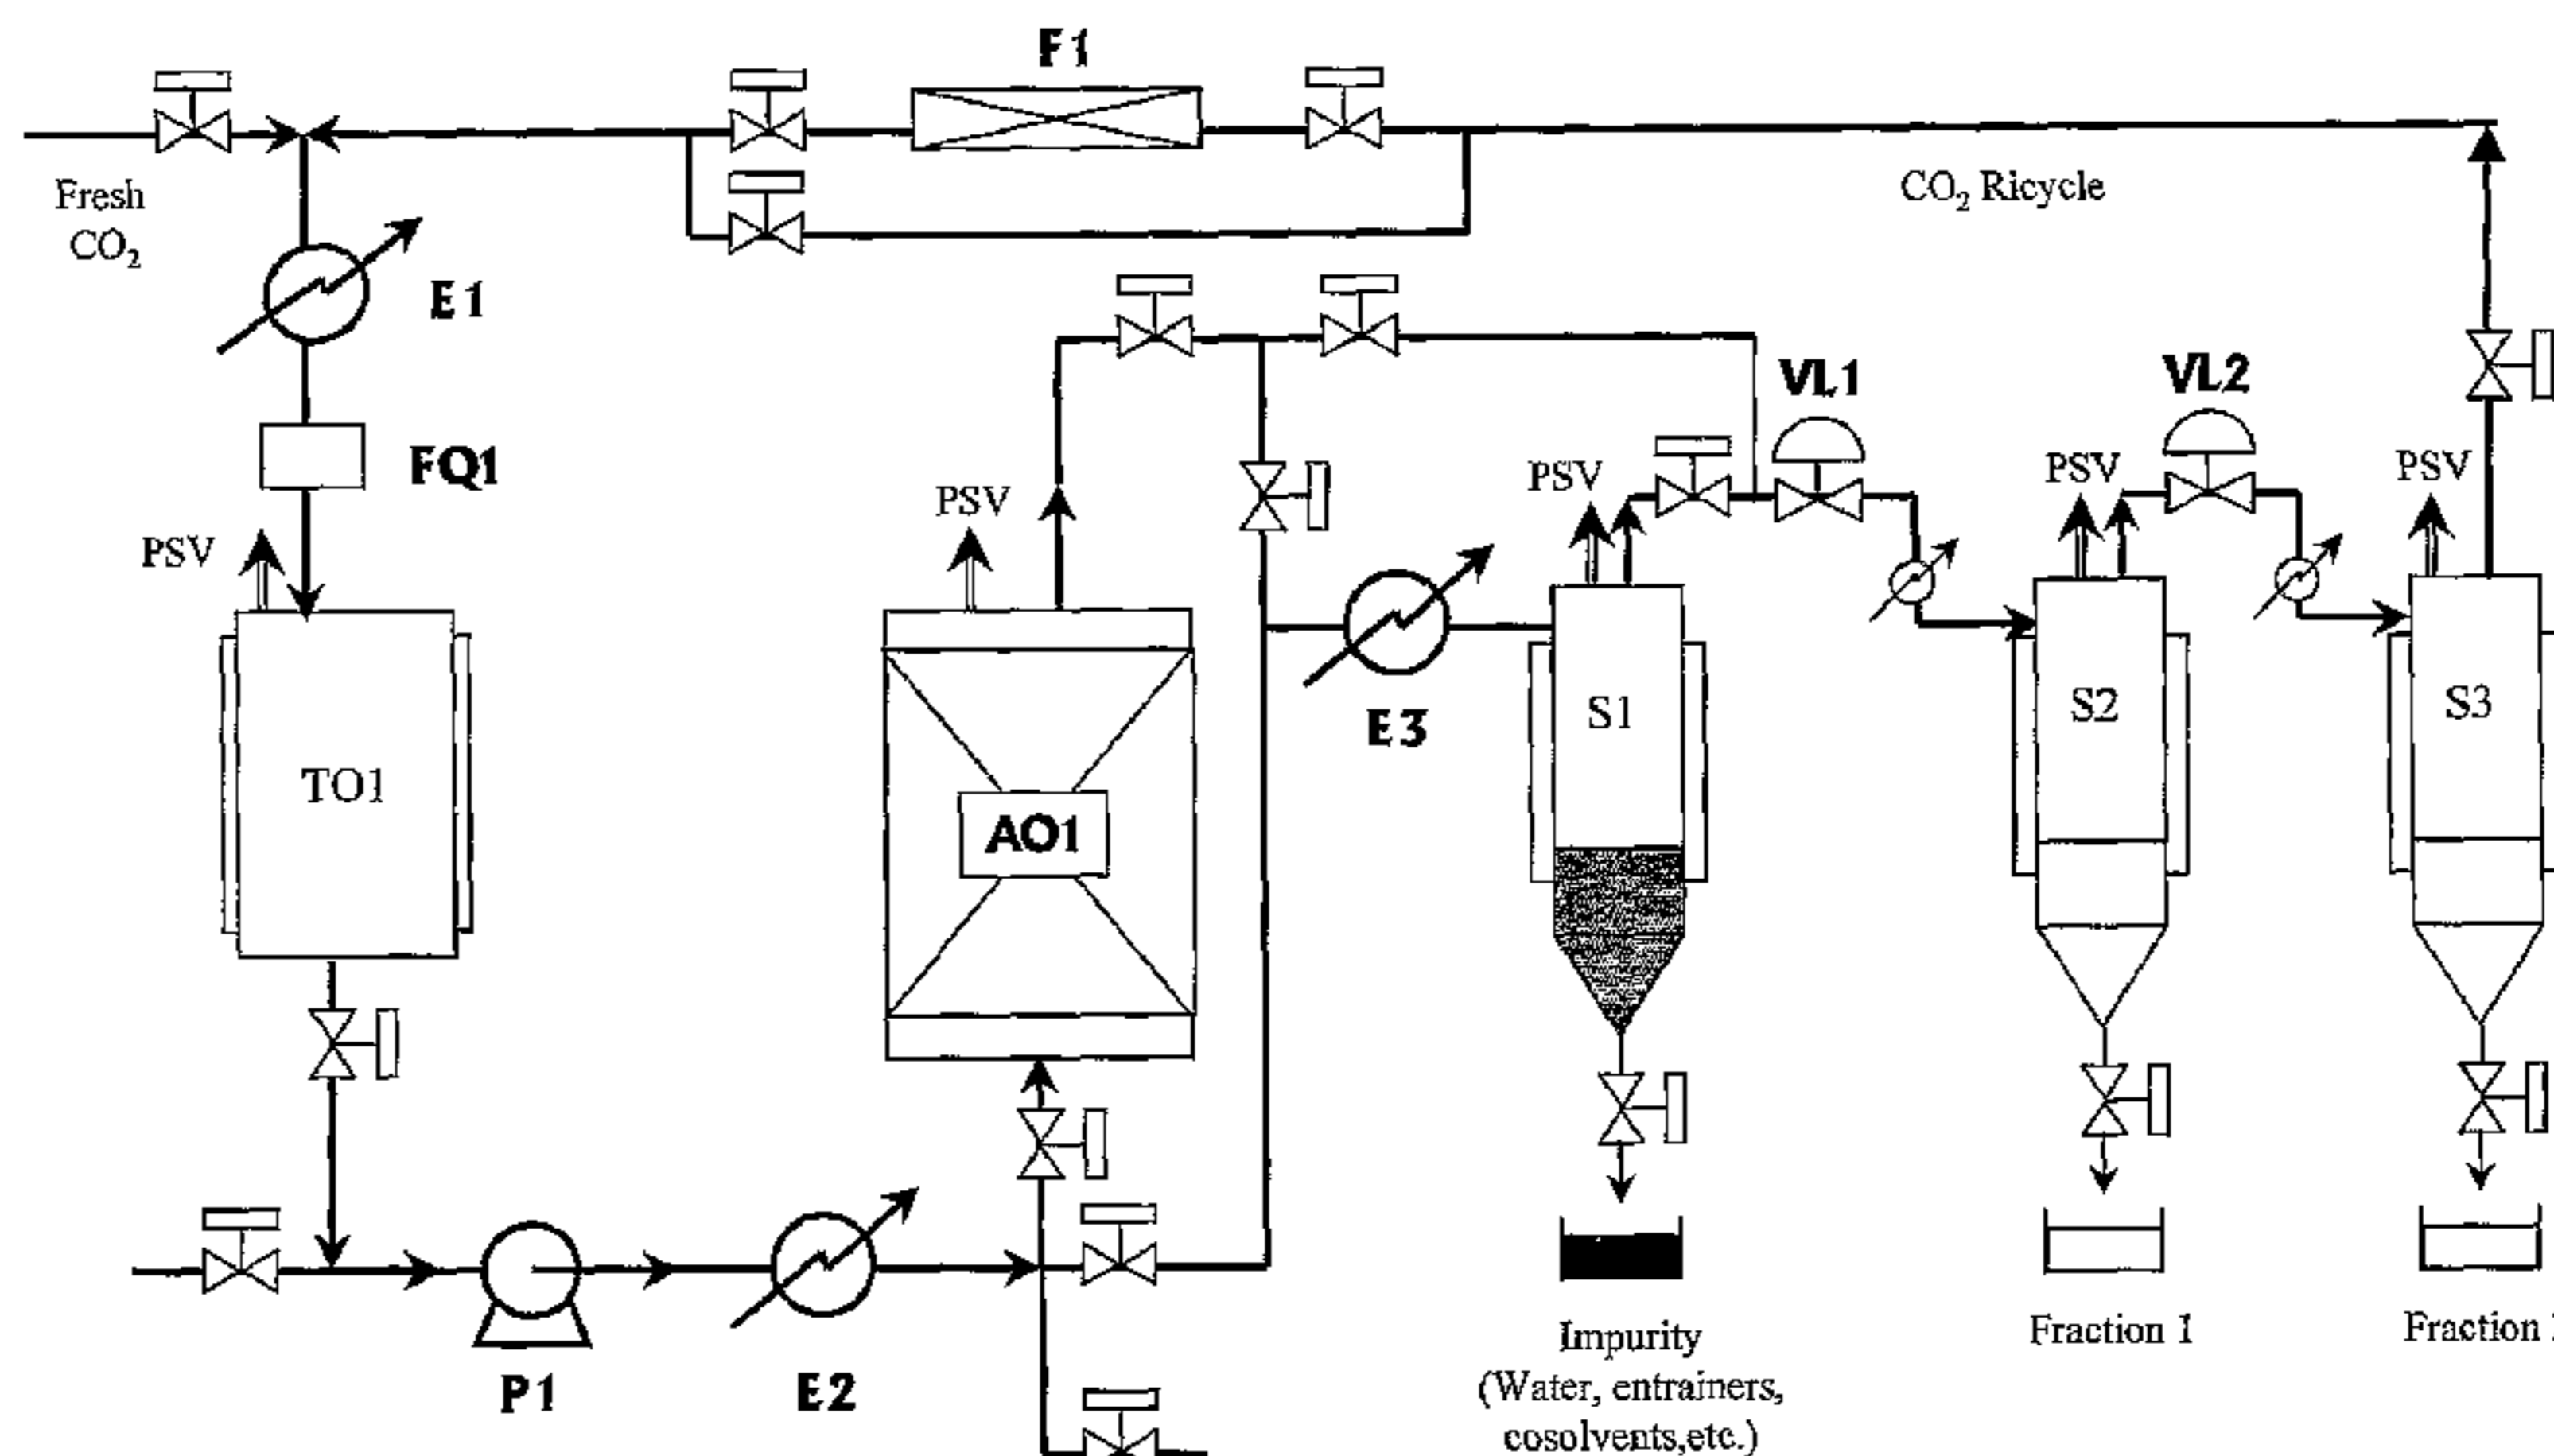 F1
Fresh
CO₂
CO₂ Ricycle
E1
VL1
VL2
FQ1
PSV
PSV
PSV
PSV
PSV
TO1
AO1
E3
S1
S2
S3
P1
E2
Impurity
(Water, entrainers,
cosolvents,etc.)
Fraction 1
Fraction